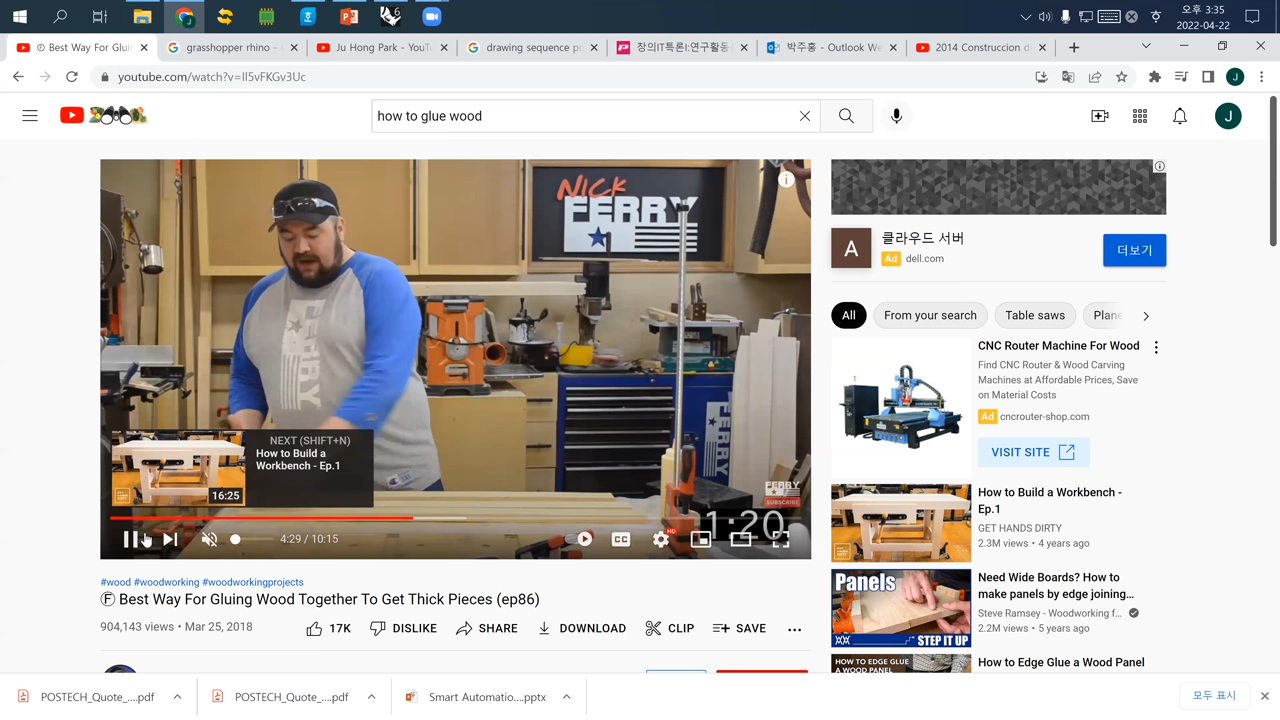 6
오후 3:35
2022-04-22
Ⓕ Best Way For Gluin
grasshopper rhino -
Ju Hong Park - YouTu
drawing sequence po
창의IT특론I:연구활동
박주홍 - Outlook We
2014 Construccion d
youtube.com/watch?v=Il5vFKGv3Uc
J
how to glue wood
J
NICK
FERRY
FERRY
FERRY
NEXT (SHIFT+N)
How to Build a
Workbench - Ep.1
16:25
FERRY
SUBSCRIBE
1:20
4:29 / 10:15
CC
HD
#wood #woodworking #woodworkingprojects
Ⓕ Best Way For Gluing Wood Together To Get Thick Pieces (ep86)
904,143 views • Mar 25, 2018
17K
DISLIKE
SHARE
DOWNLOAD
CLIP
SAVE
A
클라우드 서버
Ad dell.com
더보기
All
From your search
Table saws
Plane
CNC Router Machine For Wood
Find CNC Router & Wood Carving
Machines at Affordable Prices, Save
on Material Costs
Ad cncrouter-shop.com
VISIT SITE
How to Build a Workbench -
Ep.1
GET HANDS DIRTY
2.3M views • 4 years ago
Panels
STEP IT UP
Need Wide Boards? How to
make panels by edge joining…
Steve Ramsey - Woodworking f…
2.2M views • 5 years ago
HOW TO EDGE GLUE
A WOOD PANEL
How to Edge Glue a Wood Panel
POSTECH_Quote_....pdf
POSTECH_Quote_....pdf
Smart Automatio...pptx
모두 표시